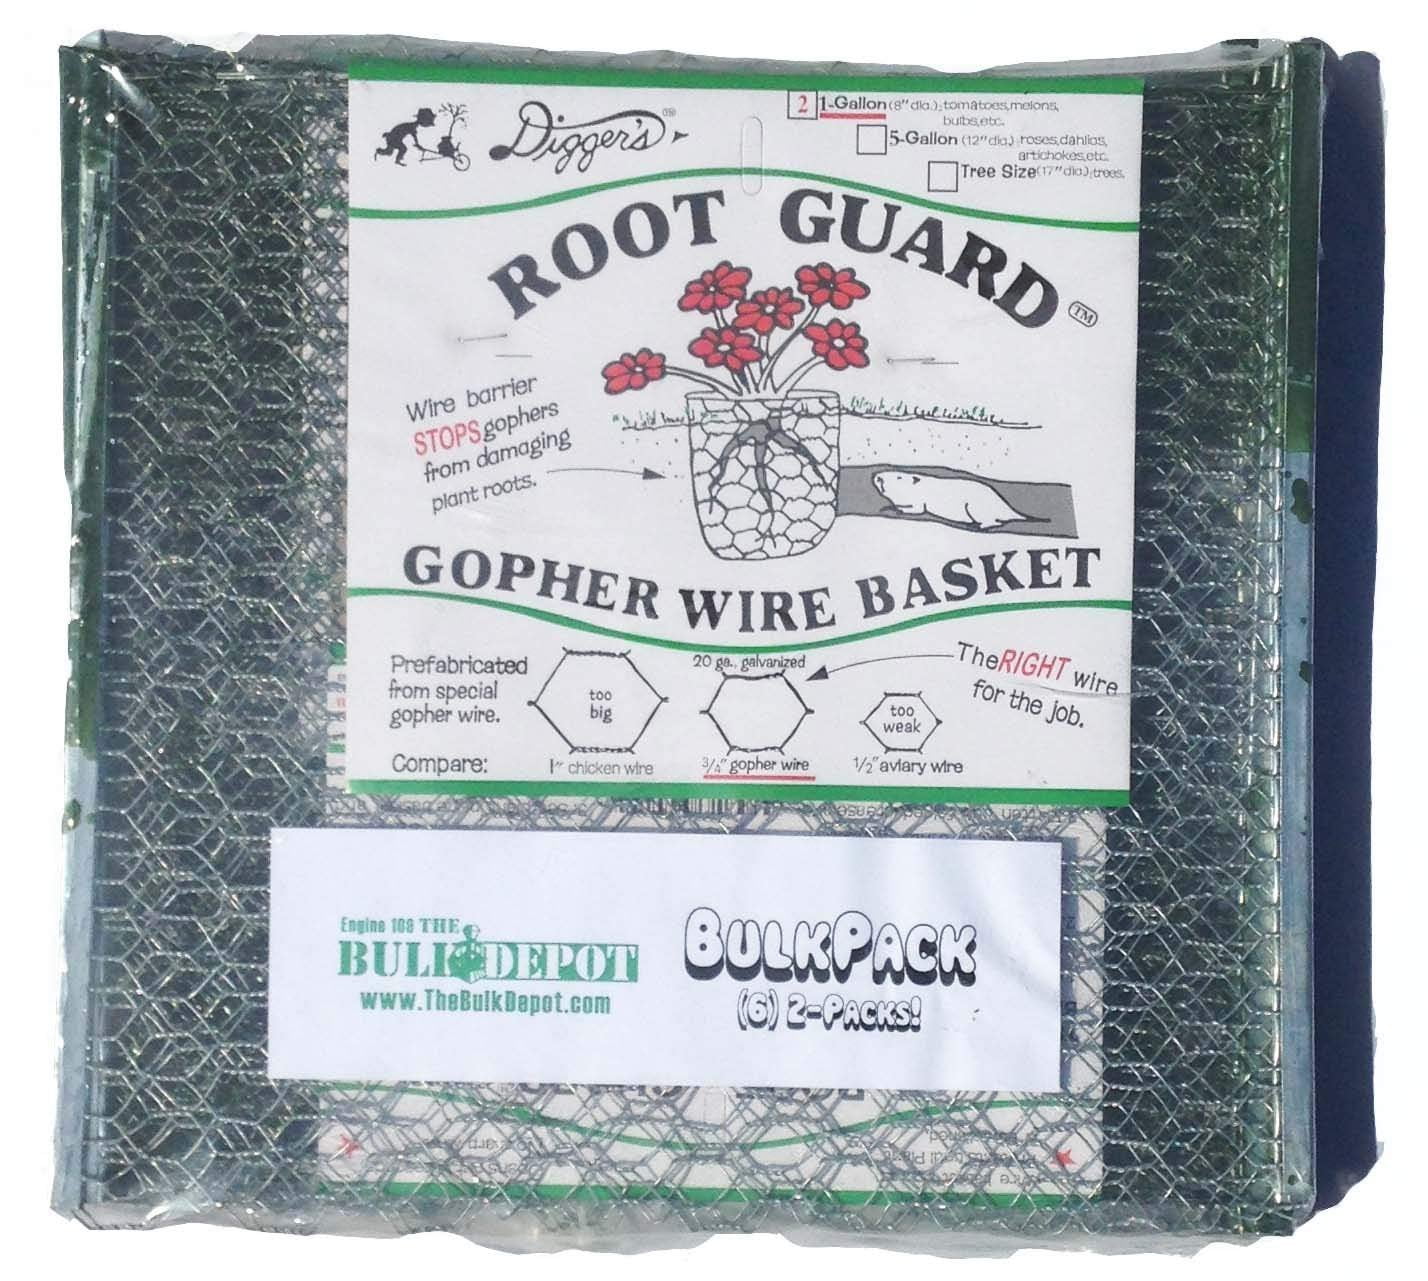 Digger's
2 1-Gallon (8" dia.); tomatoes, melons,
bulbs, etc.
5-Gallon (12" dia.) ; roses, dahlias,
artichokes, etc.
Tree Size (17" dia.); trees.
ROOT GUARD TM
Wire barrier
STOPS gophers
from damaging
plant roots.
GOPHER WIRE BASKET
Prefabricated
from special
gopher wire.
Compare:
too
big
1" chicken wire
20 ga., galvanized
3/4" gopher wire
too
weak
1/2" aviary wire
The RIGHT wire
for the job.
Engine 109 THE
BULK DEPOT
www.TheBulkDepot.com
BULKPACK
(6) 2-PACKS!